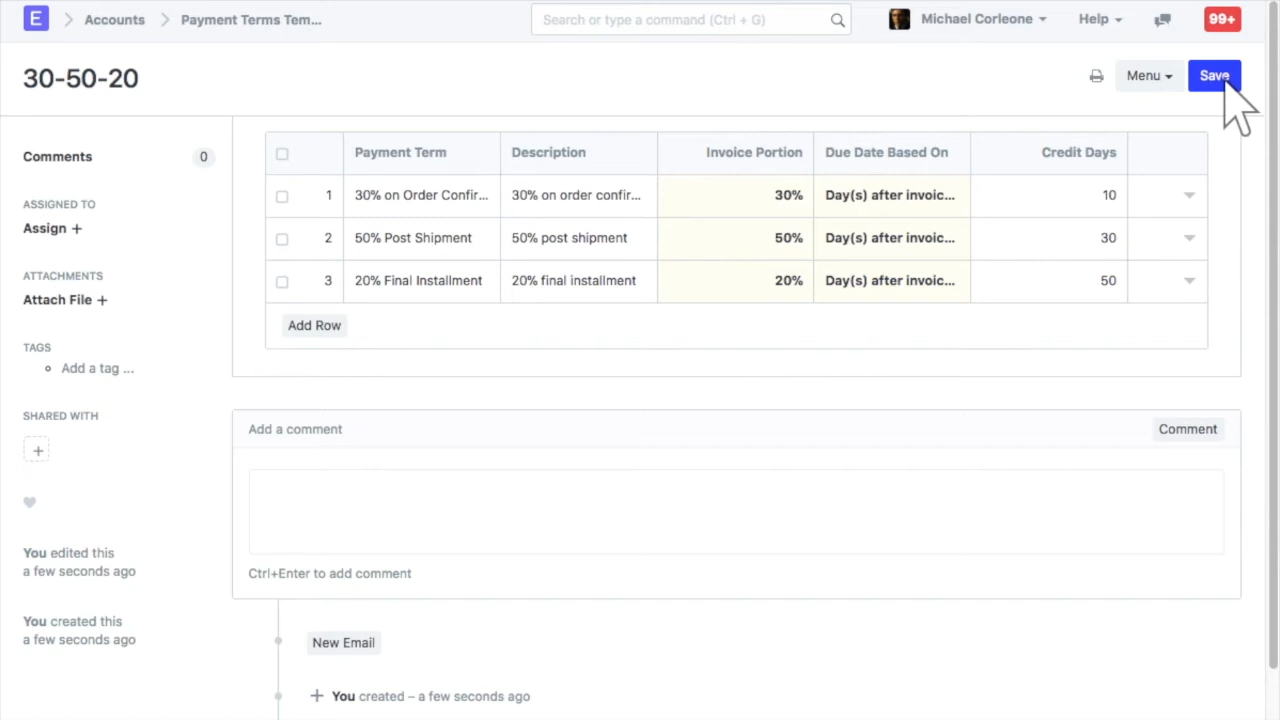 E Accounts Payment Terms Tem... Search or type a command (Ctrl + G) Michael Corleone Help 99+
30-50-20 Menu Save
Comments 0
ASSIGNED TO
Assign +
ATTACHMENTS
Attach File +
TAGS
Add a tag ...
SHARED WITH
+
You edited this
a few seconds ago
You created this
a few seconds ago
Payment Term Description Invoice Portion Due Date Based On Credit Days
1 30% on Order Confir... 30% on order confir... 30% Day(s) after invoic... 10
2 50% Post Shipment 50% post shipment 50% Day(s) after invoic... 30
3 20% Final Installment 20% final installment 20% Day(s) after invoic... 50
Add Row
Add a comment Comment
Ctrl+Enter to add comment
New Email
+ You created – a few seconds ago